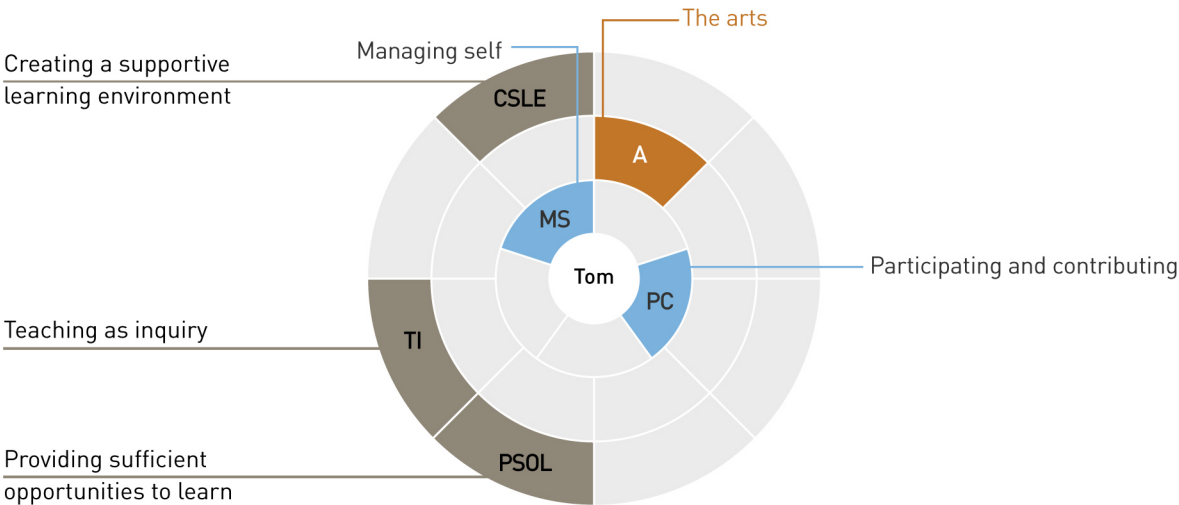 The arts
Managing self
Creating a supportive
learning environment
CSLE
A
MS
Tom
Participating and contributing
PC
Teaching as inquiry
TI
Providing sufficient
opportunities to learn
PSOL